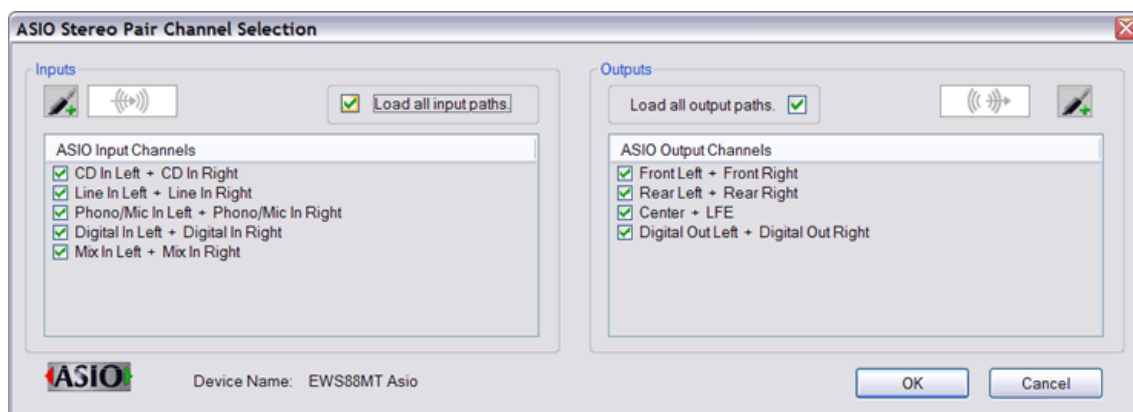 ASIO Stereo Pair Channel Selection
Inputs
Load all input paths.
ASIO Input Channels
CD In Left + CD In Right
Line In Left + Line In Right
Phono/Mic In Left + Phono/Mic In Right
Digital In Left + Digital In Right
Mix In Left + Mix In Right
Outputs
Load all output paths.
ASIO Output Channels
Front Left + Front Right
Rear Left + Rear Right
Center + LFE
Digital Out Left + Digital Out Right
ASIO
Device Name: EWS88MT Asio
OK
Cancel